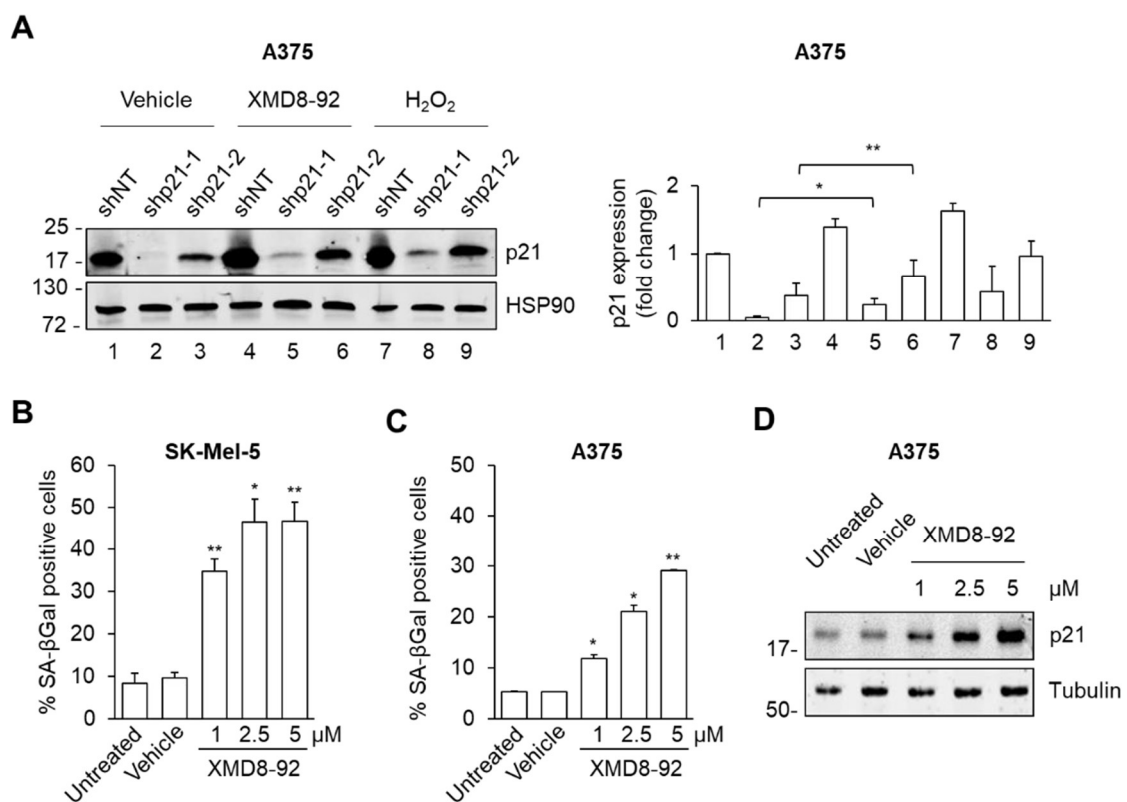 A
A375
Vehicle XMD8-92 H₂O₂
shNT shp21-1 shp21-2 shNT shp21-1 shp21-2 shNT shp21-1 shp21-2
25 -
17 -
p21
130 -
72 -
HSP90
1 2 3 4 5 6 7 8 9
A375
p21 expression
(fold change)
2
1
0
*
**
1 2 3 4 5 6 7 8 9
B
SK-Mel-5
% SA-βGal positive cells
60
50
40
30
20
10
0
**
*
**
Untreated Vehicle 1 2.5 5 µM
XMD8-92
C
A375
% SA-βGal positive cells
50
40
30
20
10
0
*
*
**
Untreated Vehicle 1 2.5 5 µM
XMD8-92
D
A375
Untreated Vehicle XMD8-92
1 2.5 5 µM
17-
p21
50-
Tubulin